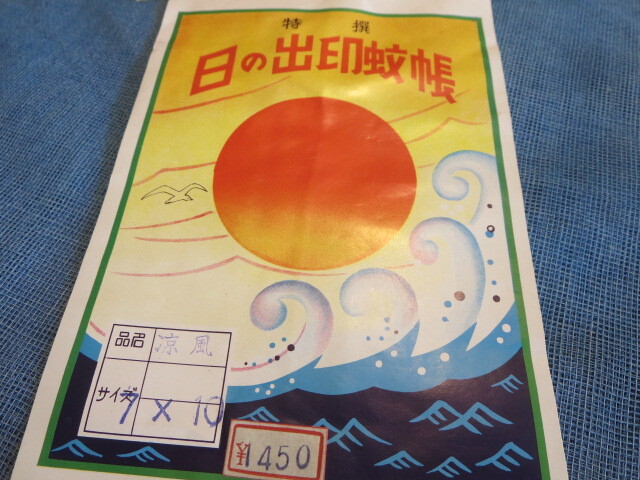 特撰
日の出印蚊帳
品名 涼風
サイズ 7 × 10
¥1450